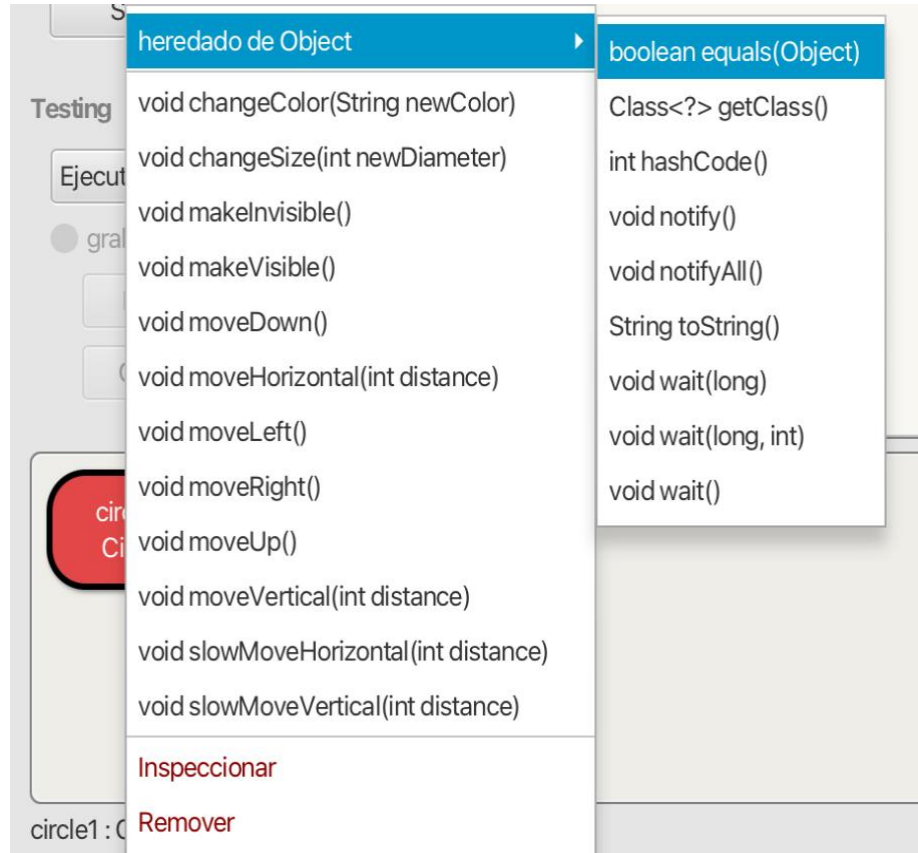 heredado de Object
boolean equals(Object)
Class<?> getClass()
int hashCode()
void notify()
void notifyAll()
String toString()
void wait(long)
void wait(long, int)
void wait()
Testing
void changeColor(String newColor)
void changeSize(int newDiameter)
Ejecut
void makeInvisible()
void makeVisible()
void moveDown()
void moveHorizontal(int distance)
void moveLeft()
void moveRight()
void moveUp()
void moveVertical(int distance)
void slowMoveHorizontal(int distance)
void slowMoveVertical(int distance)
Inspeccionar
Remover
circle1 :